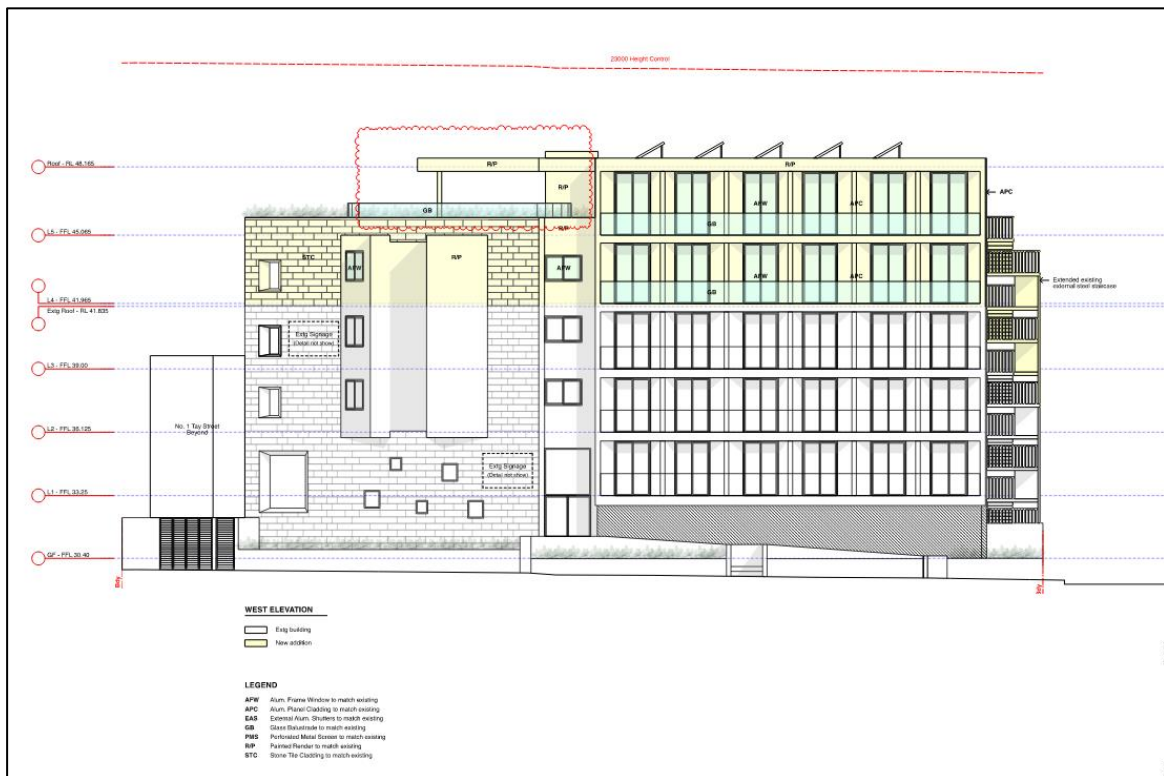 23000 Height Control
Roof - RL 48.165
R/P
R/P
R/P
APC
GB
L5 - FFL 45.065
R/P
AFW
APC
GB
STC
AFW
R/P
AFW
AFW
APC
GB
Extended existing
external steel staircase
L4 - FFL 41.965
Extg Roof - RL 41.835
Extg Signage
(Detail not show)
L3 - FFL 39.00
No. 1 Tay Street
Beyond
L2 - FFL 36.125
Extg Signage
(Detail not show)
L1 - FFL 33.25
GF - FFL 30.40
Bdy
Bdy
WEST ELEVATION
Extg building
New addition
LEGEND
AFW Alum. Frame Window to match existing
APC Alum. Planel Cladding to match existing
EAS External Alum. Shutters to match existing
GB Glass Balustrade to match existing
PMS Perforated Metal Screen to match existing
R/P Painted Render to match existing
STC Stone Tile Cladding to match existing